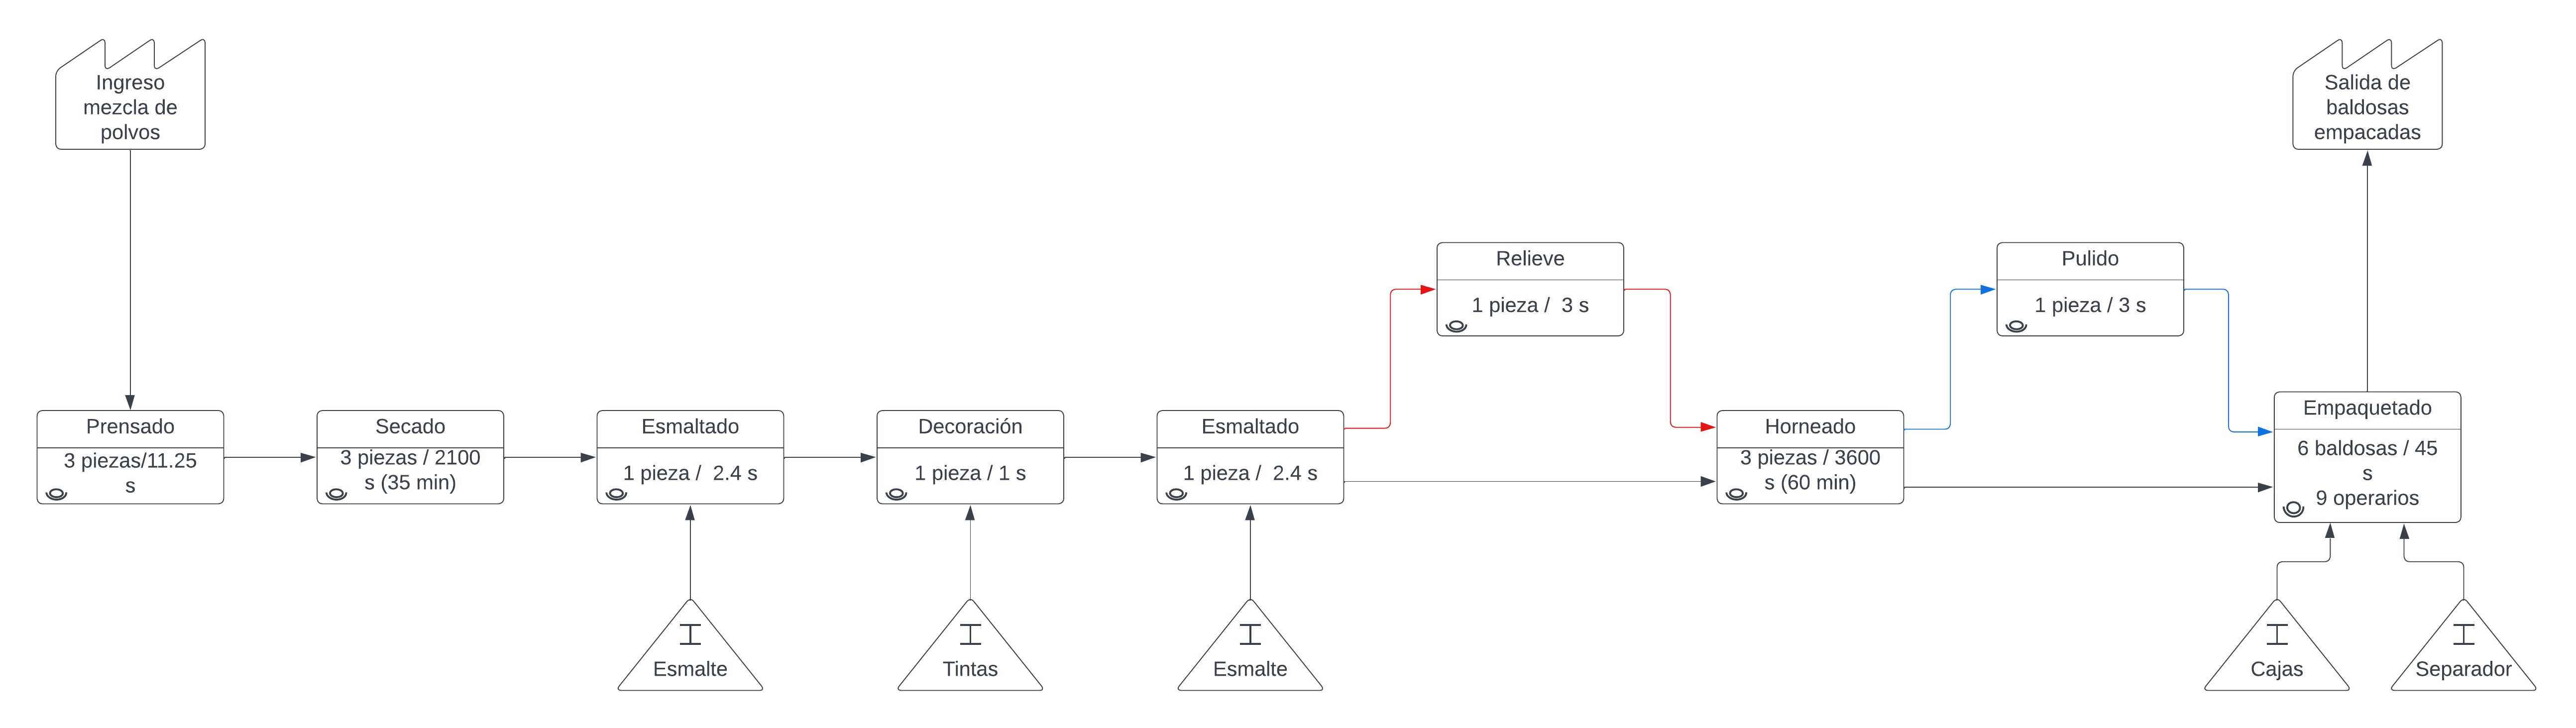 Ingreso
mezcla de
polvos
Salida de
baldosas
empacadas
Relieve
1 pieza /  3 s
Pulido
1 pieza / 3 s
Prensado
3 piezas/11.25
s
Secado
3 piezas / 2100
s (35 min)
Esmaltado
1 pieza /  2.4 s
Decoración
1 pieza / 1 s
Esmaltado
1 pieza /  2.4 s
Horneado
3 piezas / 3600
s (60 min)
Empaquetado
6 baldosas / 45
s
9 operarios
I
Esmalte
I
Tintas
I
Esmalte
I
Cajas
I
Separador